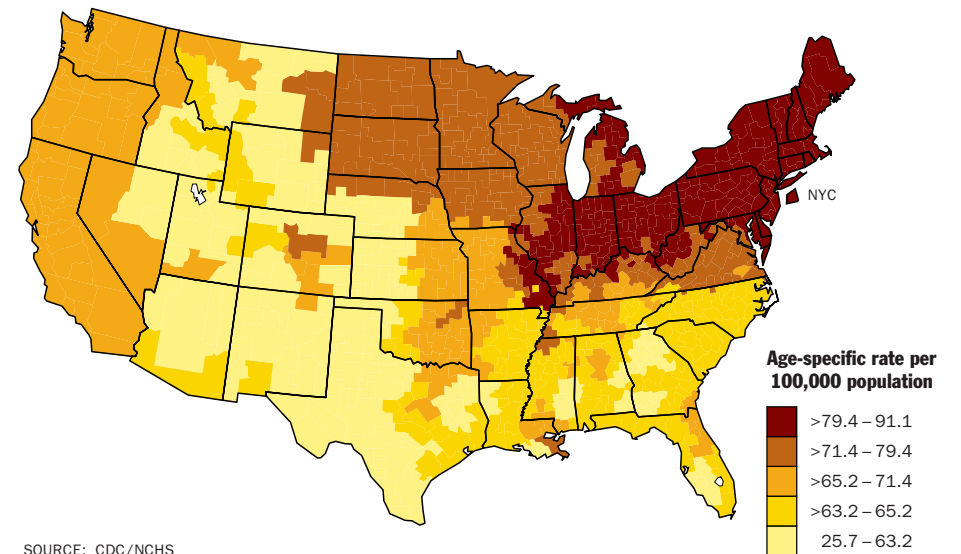 NYC
Age-specific rate per
100,000 population
>79.4 – 91.1
>71.4 – 79.4
>65.2 – 71.4
>63.2 – 65.2
25.7 – 63.2
SOURCE: CDC/NCHS